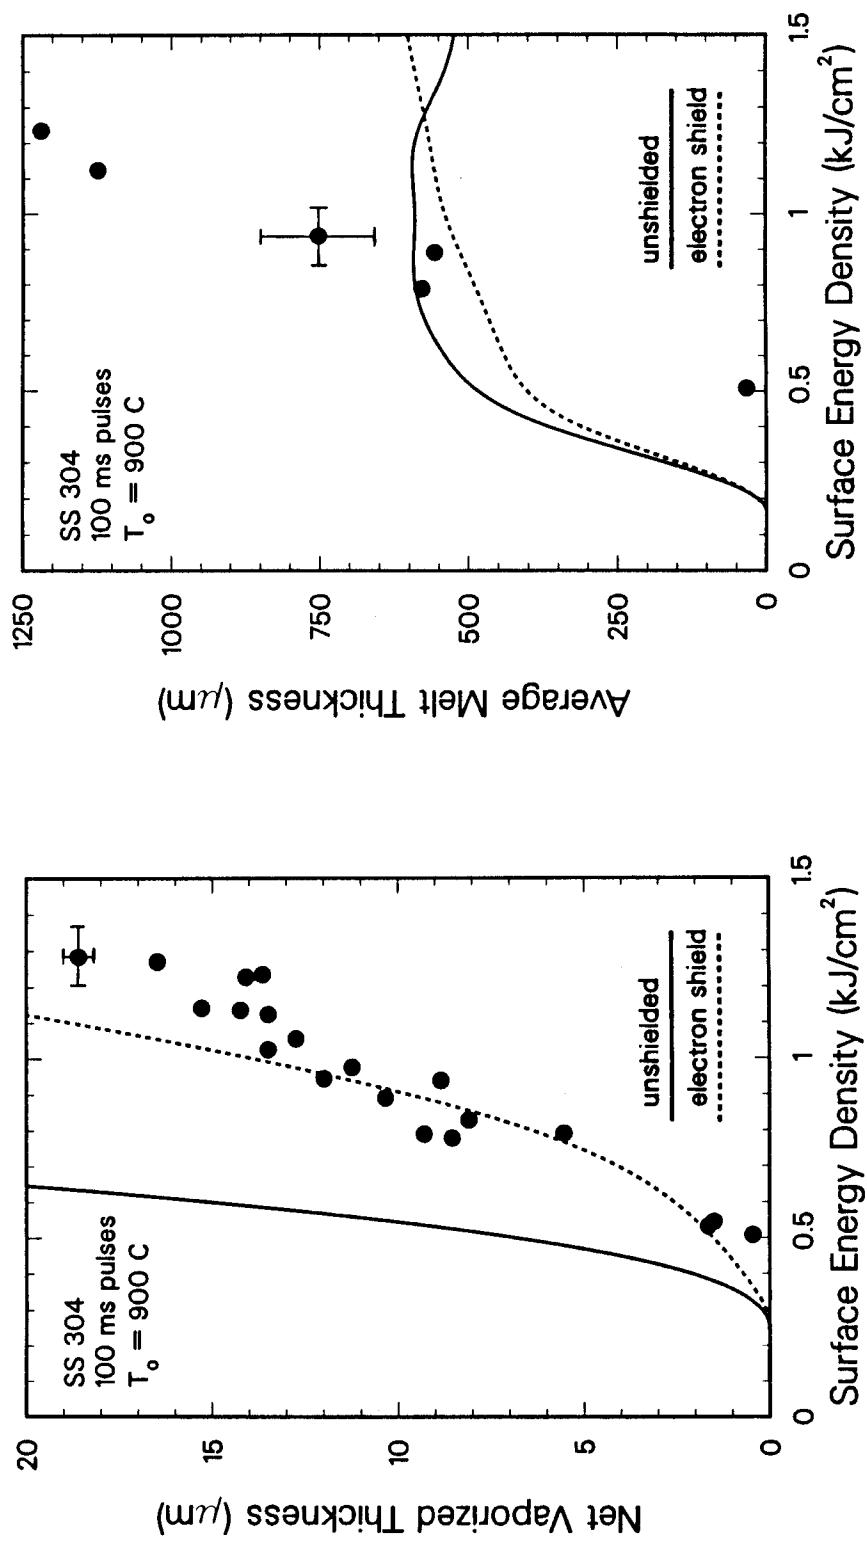 SS 304
100 ms pulses
T₀ = 900 C
unshielded
electron shield
20
15
10
5
0
Net Vaporized Thickness (μm)
0
0.5
1
1.5
Surface Energy Density (kJ/cm²)
SS 304
100 ms pulses
T₀ = 900 C
unshielded
electron shield
1250
1000
750
500
250
0
Average Melt Thickness (μm)
0
0.5
1
1.5
Surface Energy Density (kJ/cm²)